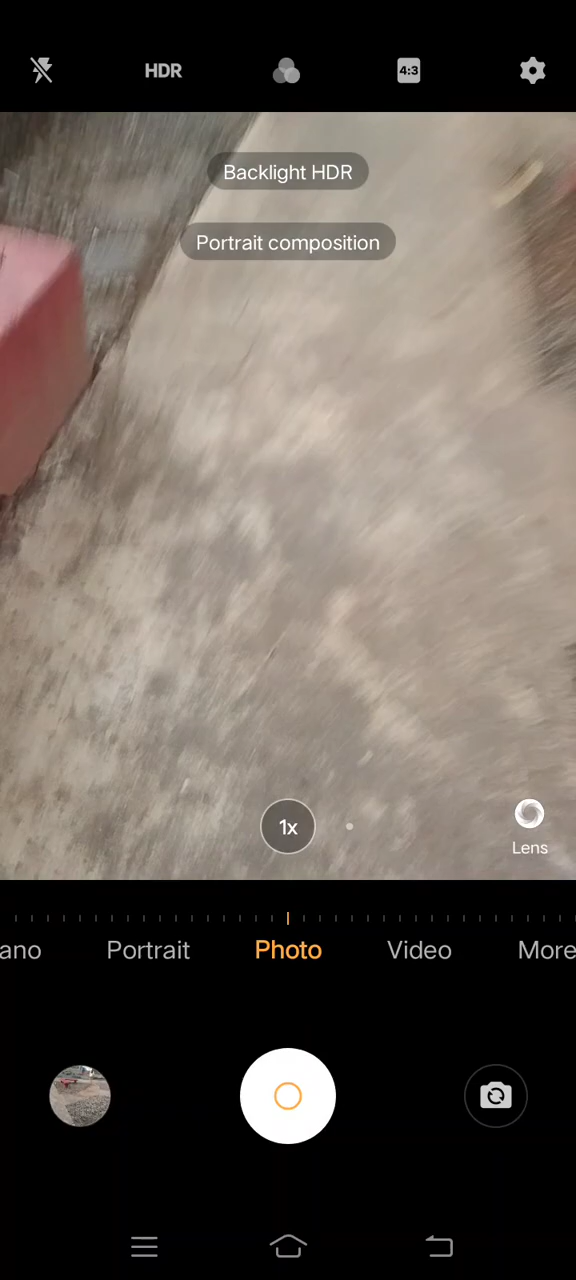 HDR
4:3
Backlight HDR
Portrait composition
1x
Lens
ano Portrait Photo Video More